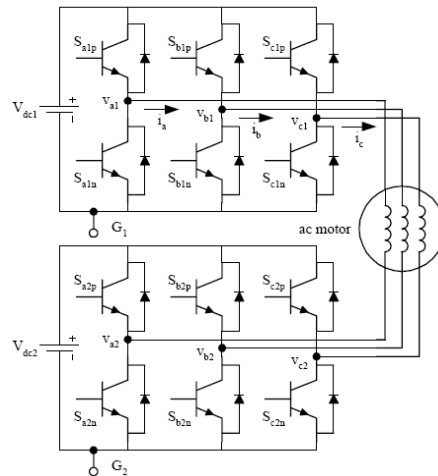 S_a1p S_b1p S_c1p
+
V_dc1
v_a1 i_a v_b1 i_b v_c1 i_c
-
S_a1n S_b1n S_c1n
G_1
ac motor
S_a2p S_b2p S_c2p
+
V_dc2
v_a2 v_b2 v_c2
-
S_a2n S_b2n S_c2n
G_2